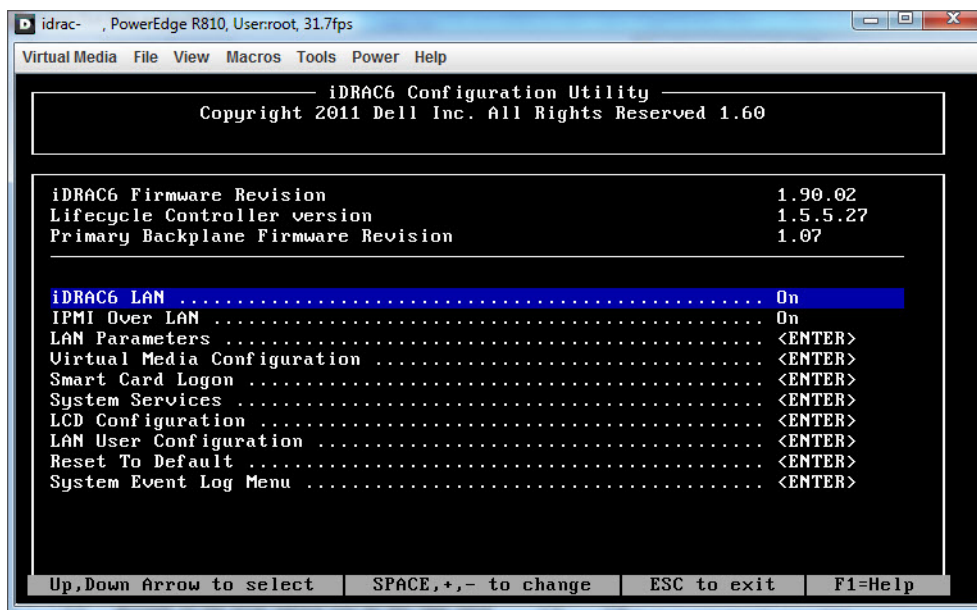 idrac-    , PowerEdge R810, User:root, 31.7fps
Virtual Media  File  View  Macros  Tools  Power  Help
iDRAC6 Configuration Utility
Copyright 2011 Dell Inc. All Rights Reserved 1.60
iDRAC6 Firmware Revision 1.90.02
Lifecycle Controller version 1.5.5.27
Primary Backplane Firmware Revision 1.07
iDRAC6 LAN ................................................... On
IPMI Over LAN ................................................ On
LAN Parameters ............................................... <ENTER>
Virtual Media Configuration .................................. <ENTER>
Smart Card Logon ............................................. <ENTER>
System Services .............................................. <ENTER>
LCD Configuration ............................................ <ENTER>
LAN User Configuration ....................................... <ENTER>
Reset To Default ............................................. <ENTER>
System Event Log Menu ........................................ <ENTER>
Up,Down Arrow to select  SPACE,+,- to change  ESC to exit  F1=Help